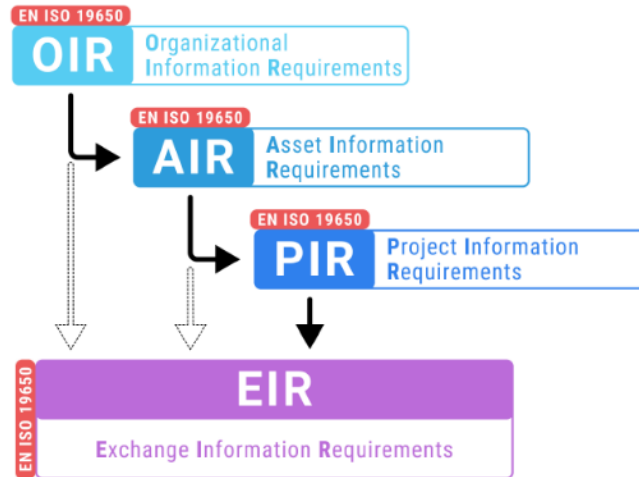 EN ISO 19650
OIR
Organizational
Information Requirements
EN ISO 19650
AIR
Asset Information
Requirements
EN ISO 19650
PIR
Project Information
Requirements
EN ISO 19650
EIR
Exchange Information Requirements